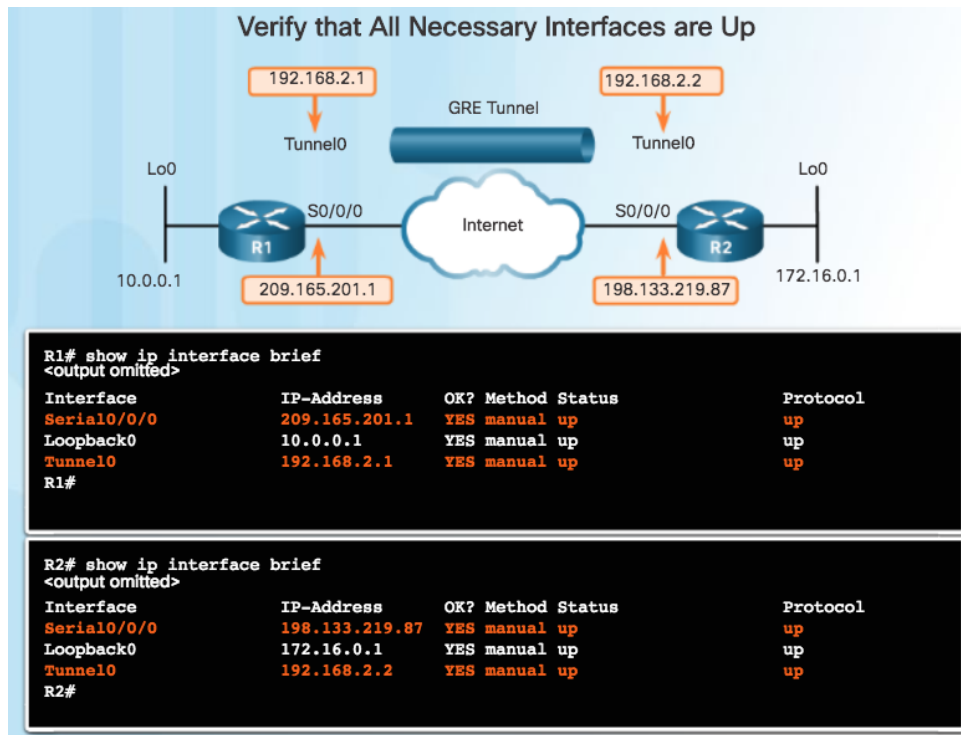 Verify that All Necessary Interfaces are Up
192.168.2.1
192.168.2.2
GRE Tunnel
Tunnel0
Tunnel0
Lo0
Lo0
S0/0/0
Internet
S0/0/0
R1
R2
10.0.0.1
209.165.201.1
198.133.219.87
172.16.0.1
R1# show ip interface brief
<output omitted>
Interface IP-Address OK? Method Status Protocol
Serial0/0/0 209.165.201.1 YES manual up up
Loopback0 10.0.0.1 YES manual up up
Tunnel0 192.168.2.1 YES manual up up
R1#
R2# show ip interface brief
<output omitted>
Interface IP-Address OK? Method Status Protocol
Serial0/0/0 198.133.219.87 YES manual up up
Loopback0 172.16.0.1 YES manual up up
Tunnel0 192.168.2.2 YES manual up up
R2#